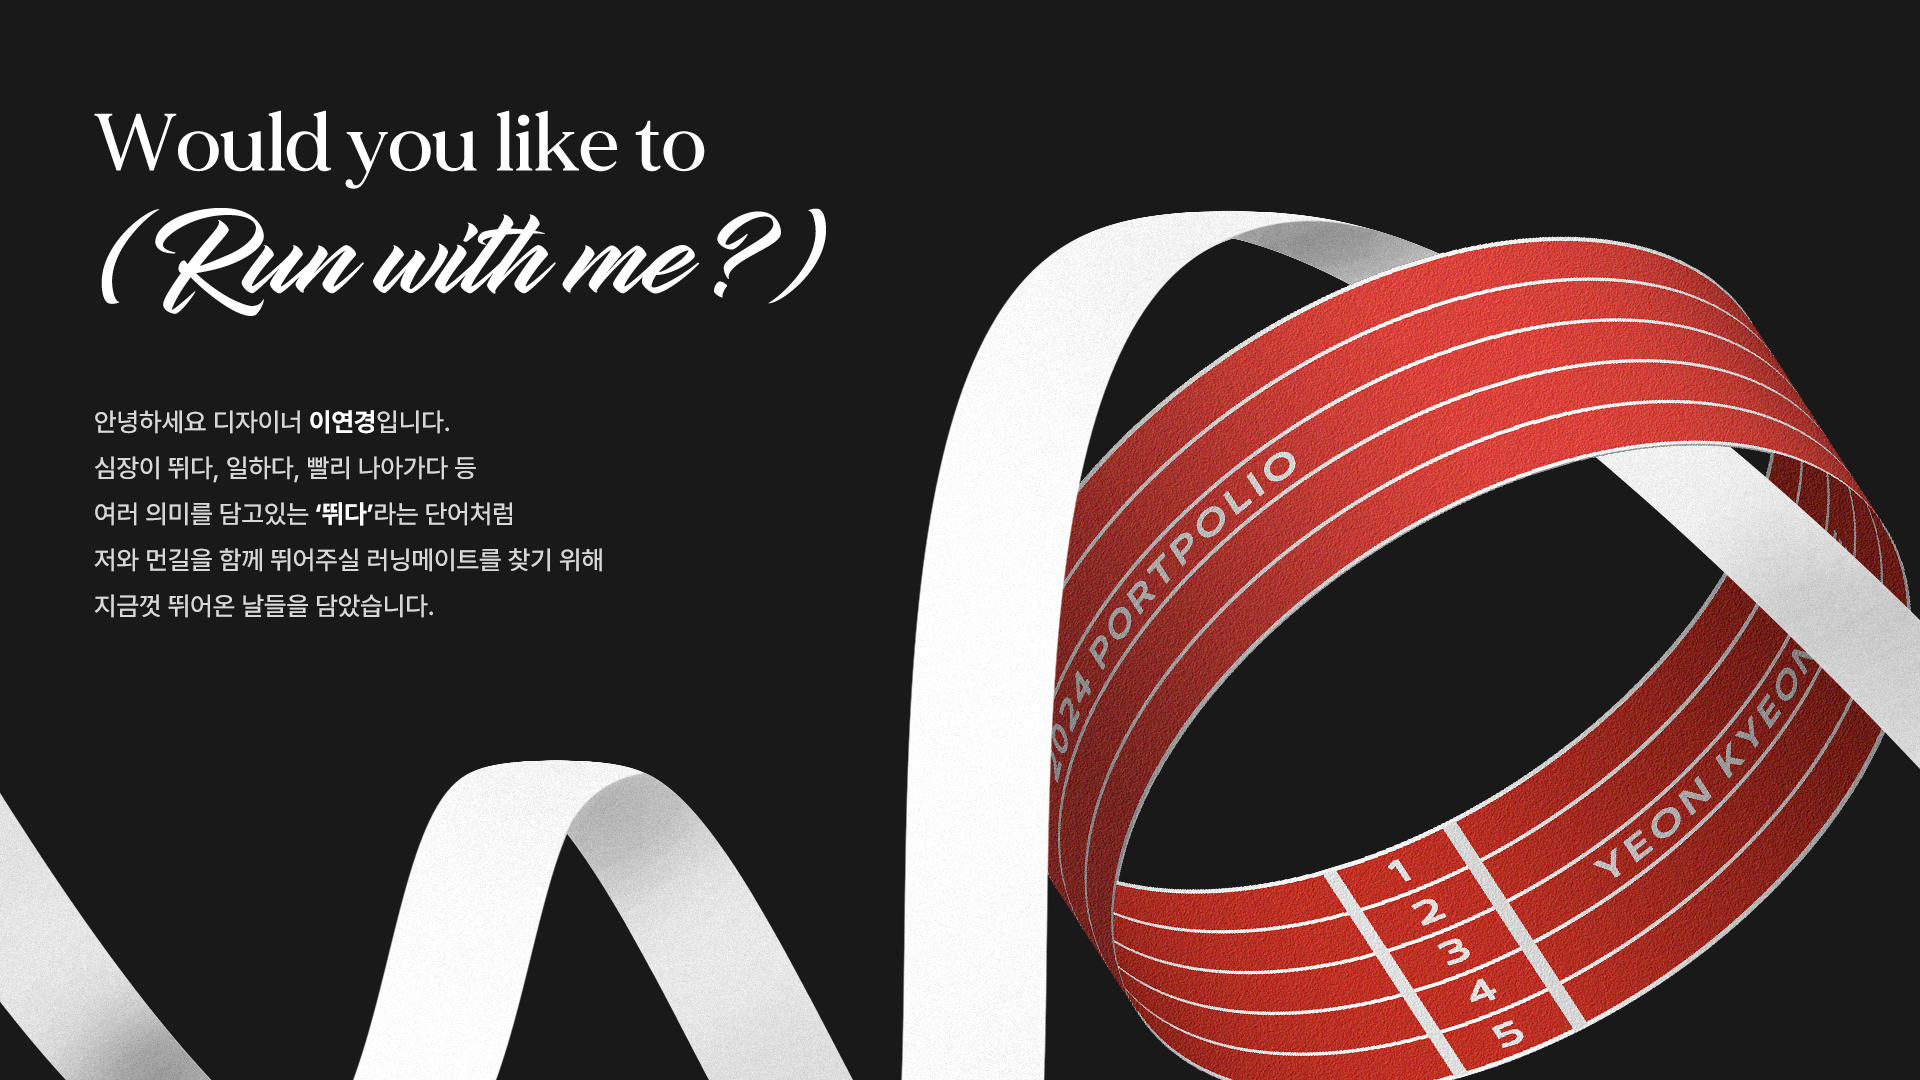 Would you like to
(Run with me?)
안녕하세요 디자이너 이연경입니다.
심장이 뛰다, 일하다, 빨리 나아가다 등
여러 의미를 담고있는 ‘뛰다’라는 단어처럼
저와 먼길을 함께 뛰어주실 러닝메이트를 찾기 위해
지금껏 뛰어온 날들을 담았습니다.
2024 PORTPOLIO
YEON KYEON
1
2
3
4
5